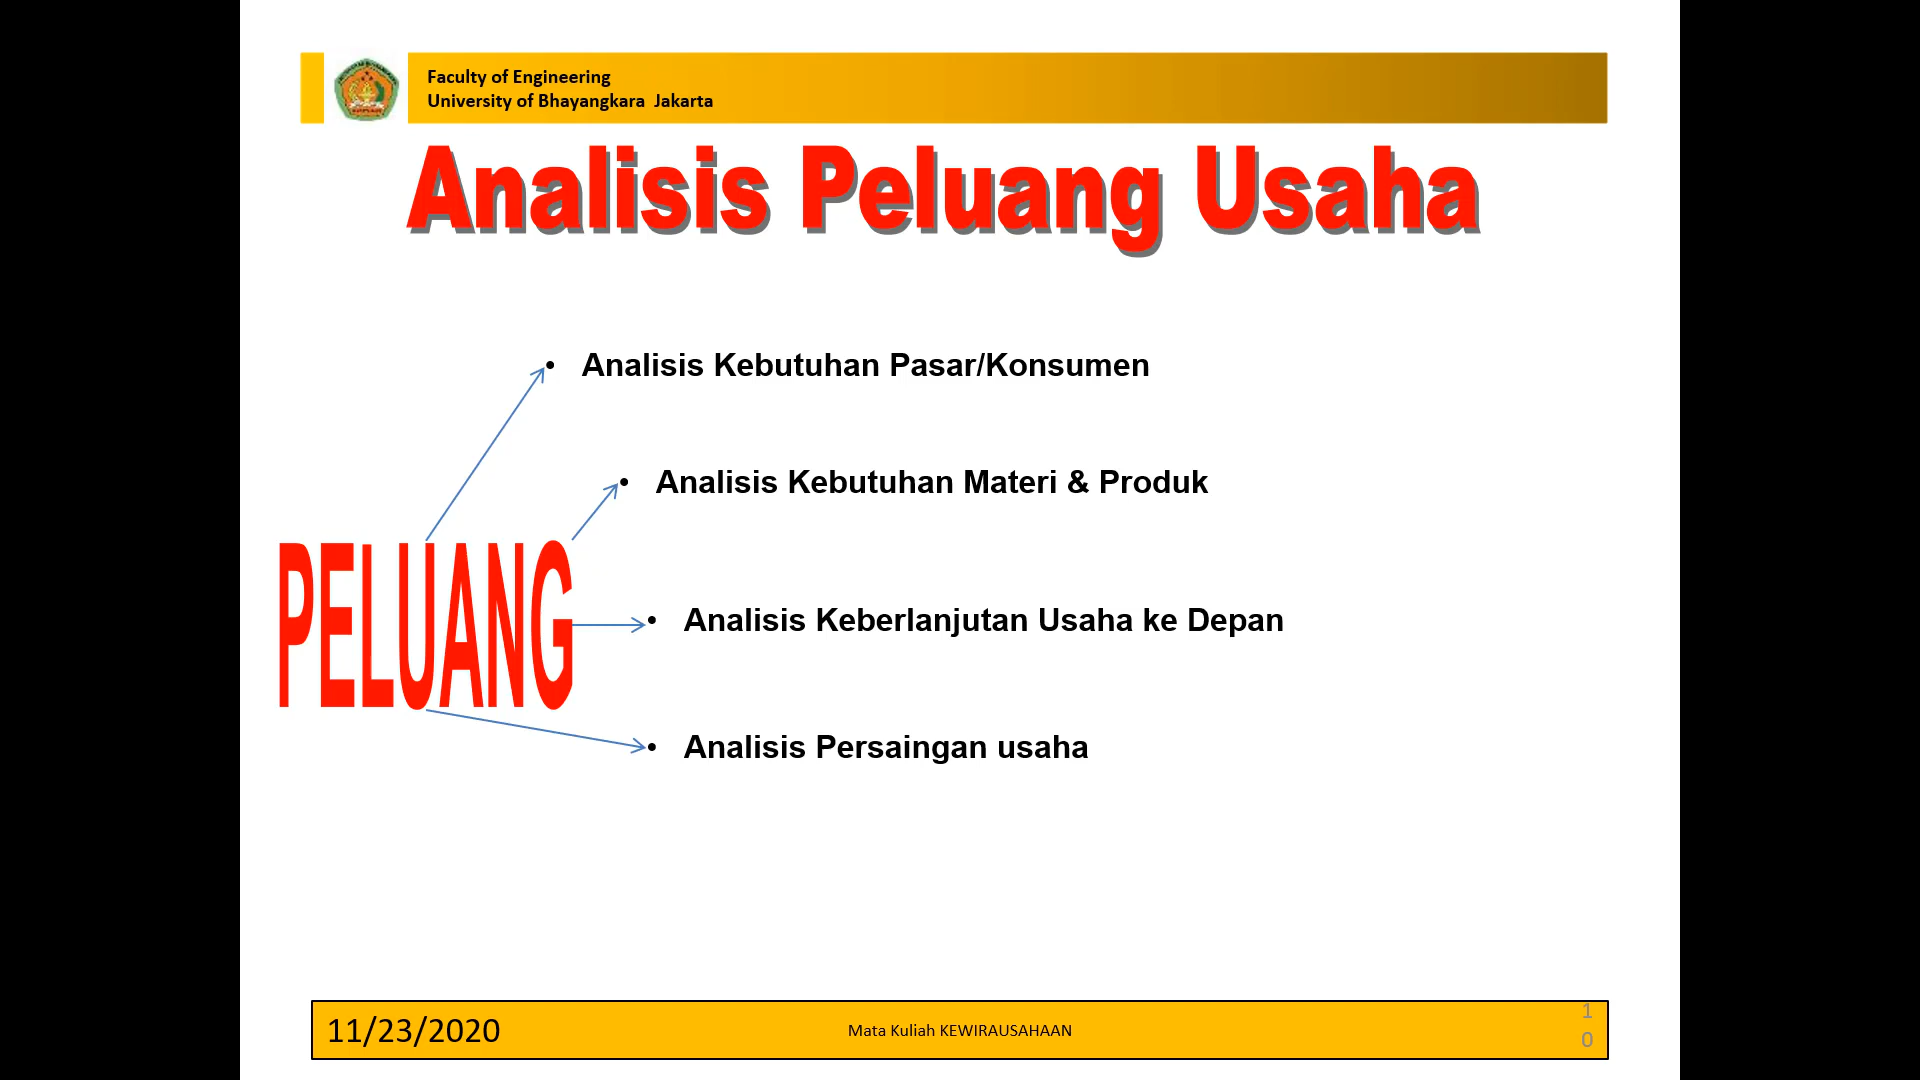 Faculty of Engineering
University of Bhayangkara Jakarta
Analisis Peluang Usaha
• Analisis Kebutuhan Pasar/Konsumen
• Analisis Kebutuhan Materi & Produk
PELUANG
• Analisis Keberlanjutan Usaha ke Depan
• Analisis Persaingan usaha
11/23/2020
Mata Kuliah KEWIRAUSAHAAN
1
0